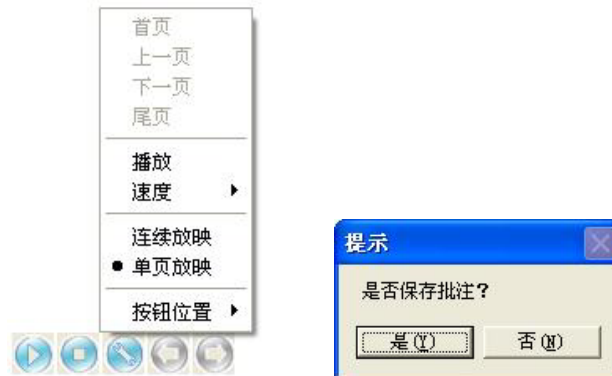 首页
上一页
下一页
尾页
播放
速度
连续放映
单页放映
按钮位置
提示
是否保存批注?
是(Y)
否(N)